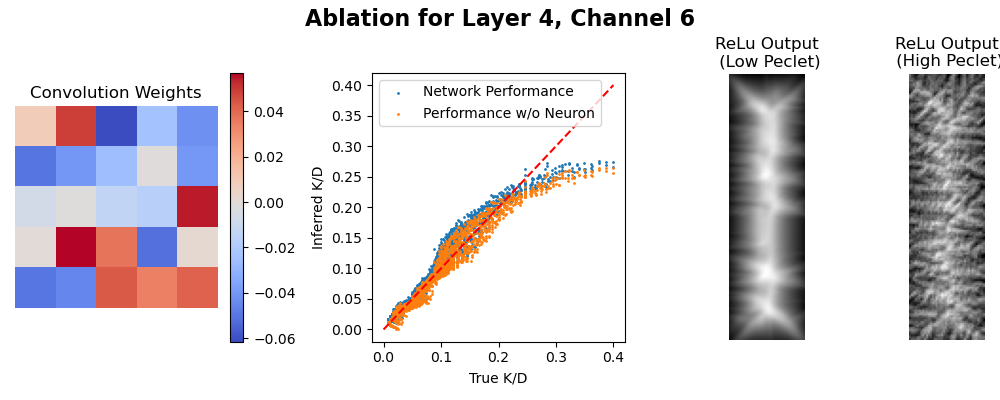 Ablation for Layer 4, Channel 6
Convolution Weights
0.04
0.02
0.00
−0.02
−0.04
−0.06
Inferred K/D
0.40
0.35
0.30
0.25
0.20
0.15
0.10
0.05
0.00
Network Performance
Performance w/o Neuron
0.0
0.1
0.2
0.3
0.4
True K/D
ReLu Output
(Low Peclet)
ReLu Output
(High Peclet)